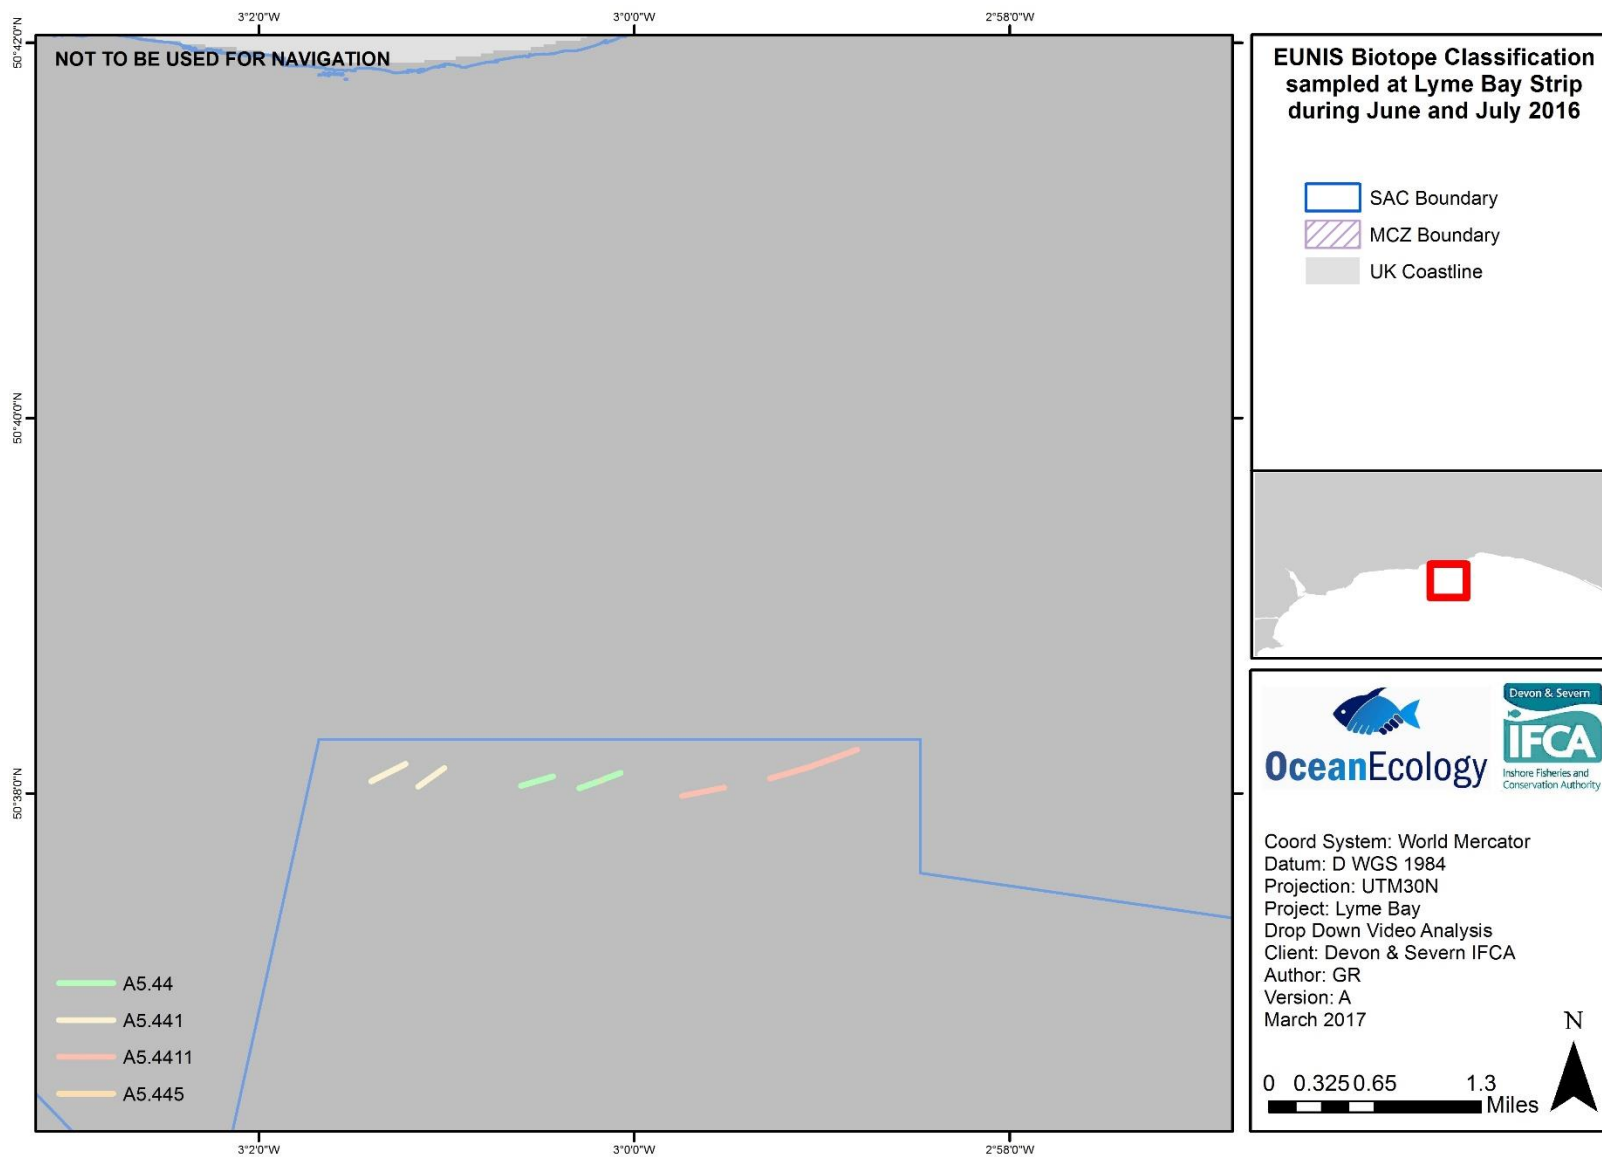 3°2'0"W
3°0'0"W
2°58'0"W
50°42'0"N
NOT TO BE USED FOR NAVIGATION
50°40'0"N
50°38'0"N
A5.44
A5.441
A5.4411
A5.445
3°2'0"W
3°0'0"W
2°58'0"W
EUNIS Biotope Classification
sampled at Lyme Bay Strip
during June and July 2016
SAC Boundary
MCZ Boundary
UK Coastline
OceanEcology
Devon & Severn
IFCA
Inshore Fisheries and
Conservation Authority
Coord System: World Mercator
Datum: D WGS 1984
Projection: UTM30N
Project: Lyme Bay
Drop Down Video Analysis
Client: Devon & Severn IFCA
Author: GR
Version: A
March 2017
N
0 0.325 0.65 1.3
Miles